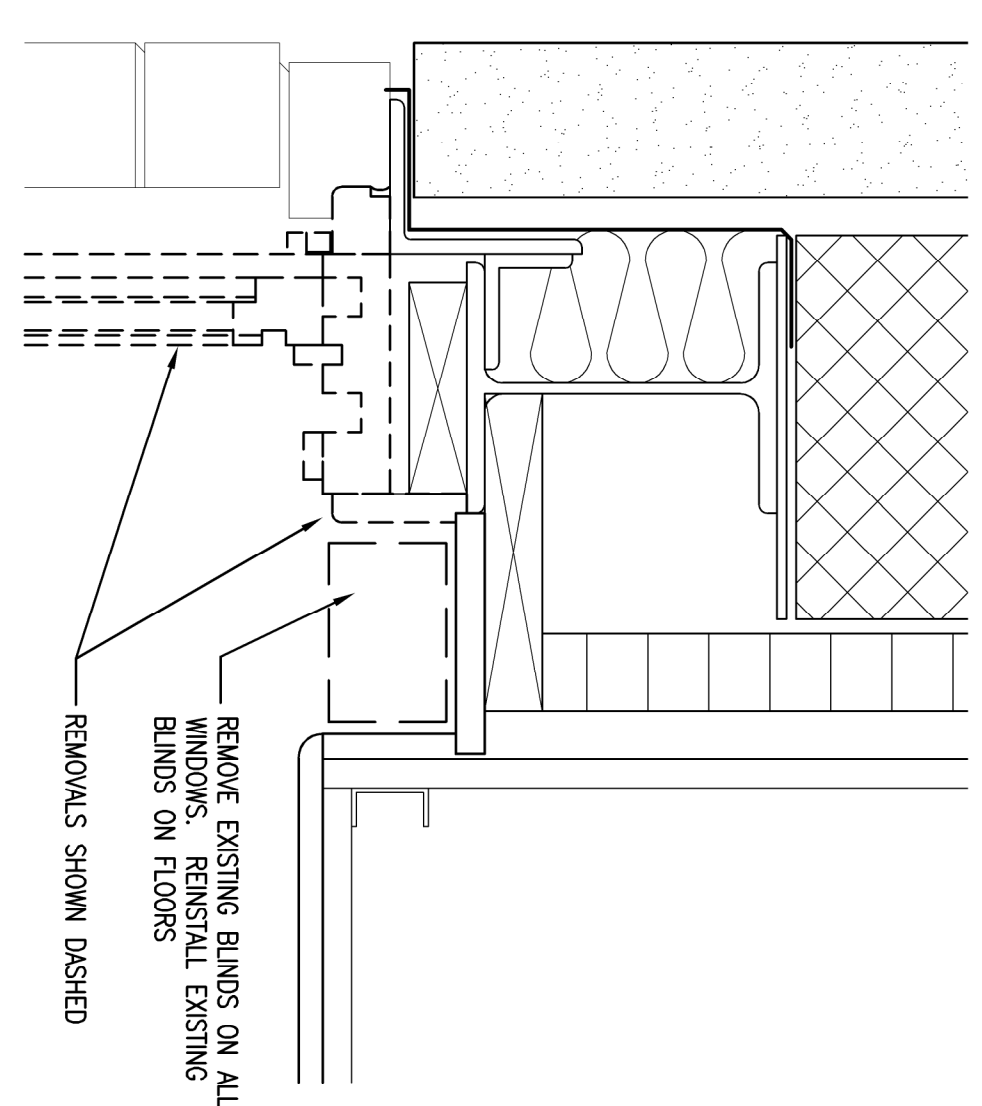 REMOVE EXISTING BLINDS ON ALL
WINDOWS. REINSTALL EXISTING
BLINDS ON FLOORS
REMOVALS SHOWN DASHED